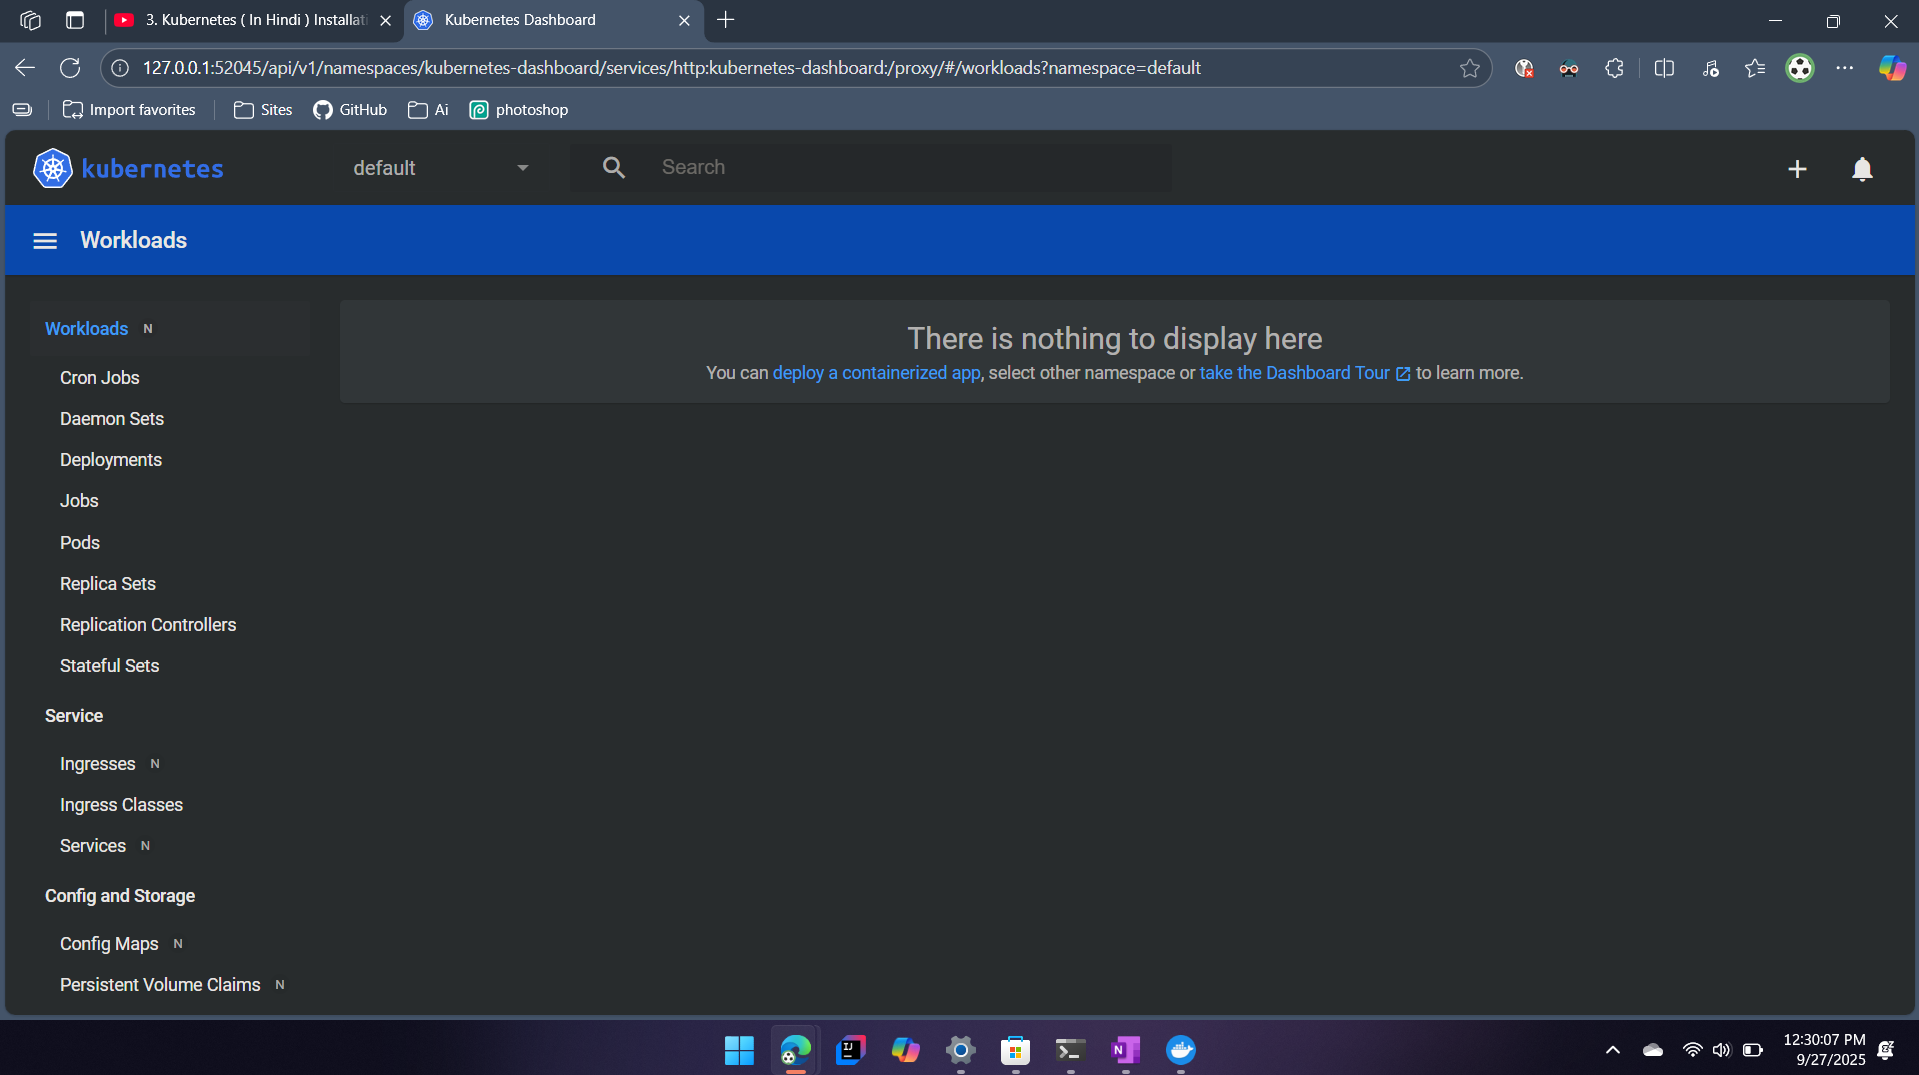 3. Kubernetes ( In Hindi ) Installati
Kubernetes Dashboard
127.0.0.1:52045/api/v1/namespaces/kubernetes-dashboard/services/http:kubernetes-dashboard:/proxy/#/workloads?namespace=default
Import favorites
Sites
GitHub
Ai
photoshop
kubernetes
default
Search
Workloads
Workloads N
Cron Jobs
Daemon Sets
Deployments
Jobs
Pods
Replica Sets
Replication Controllers
Stateful Sets
Service
Ingresses N
Ingress Classes
Services N
Config and Storage
Config Maps N
Persistent Volume Claims N
There is nothing to display here
You can deploy a containerized app, select other namespace or take the Dashboard Tour to learn more.
IJ
N
12:30:07 PM
9/27/2025